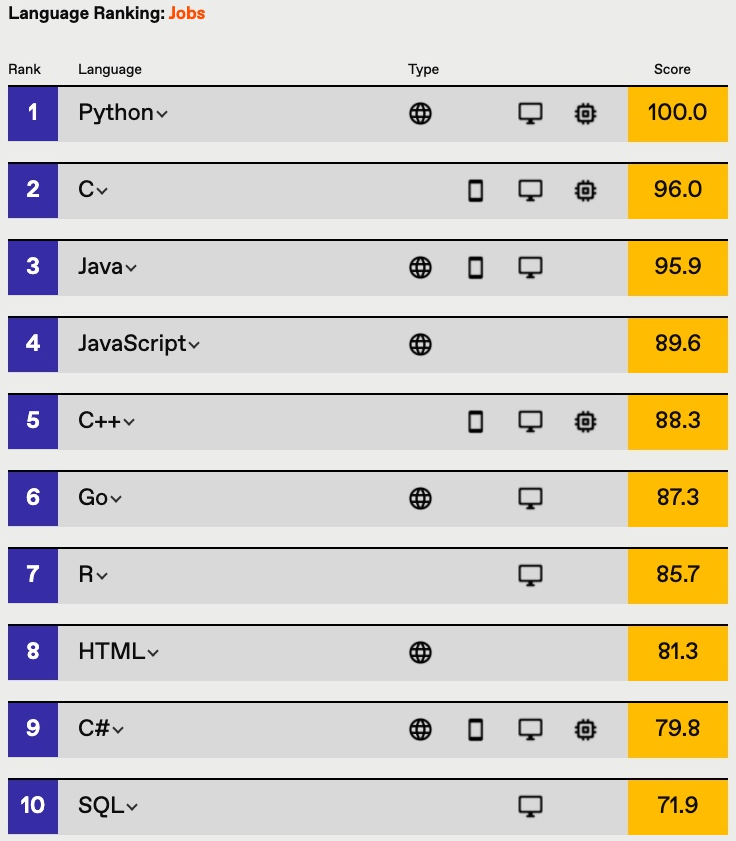 Language Ranking: Jobs
Rank Language Type Score
1 Python 100.0
2 C 96.0
3 Java 95.9
4 JavaScript 89.6
5 C++ 88.3
6 Go 87.3
7 R 85.7
8 HTML 81.3
9 C# 79.8
10 SQL 71.9